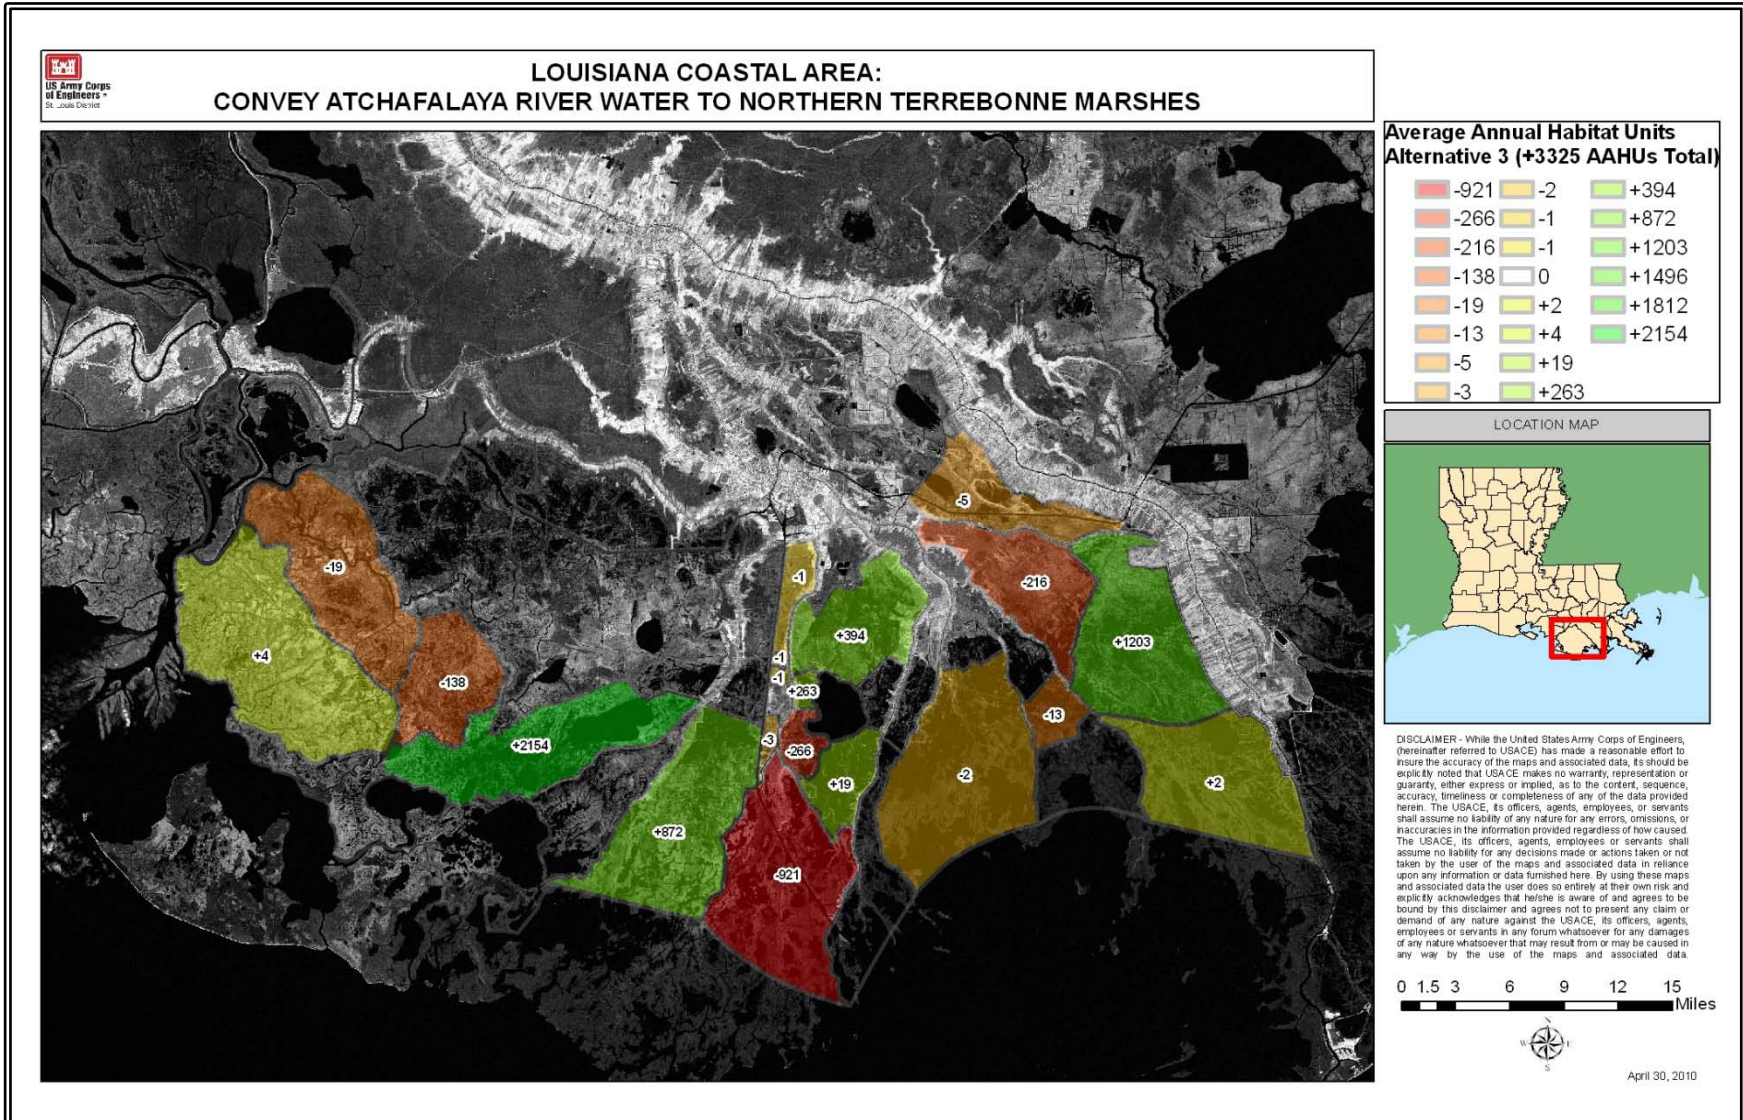 US Army Corps
of Engineers
St. Louis District
LOUISIANA COASTAL AREA:
CONVEY ATCHAFALAYA RIVER WATER TO NORTHERN TERREBONNE MARSHES
Average Annual Habitat Units
Alternative 3 (+3325 AAHUs Total)
-921 -2 +394
-266 -1 +872
-216 -1 +1203
-138 0 +1496
-19 +2 +1812
-13 +4 +2154
-5 +19
-3 +263
LOCATION MAP
-5
-19
-1
-216
+394
+1203
+4
-1
-138
-1
+263
-13
+2154
-3
-266
-2
+19
+2
+872
-921
DISCLAIMER - While the United States Army Corps of Engineers,
(hereinafter referred to USACE) has made a reasonable effort to
insure the accuracy of the maps and associated data, its should be
explicitly noted that USACE makes no warranty, representation or
guaranty, either express or implied, as to the content, sequence,
accuracy, timeliness or completeness of any of the data provided
herein. The USACE, its officers, agents, employees, or servants
shall assume no liability of any nature for any errors, omissions, or
inaccuracies in the information provided regardless of how caused.
The USACE, its officers, agents, employees or servants shall
assume no liability for any decisions made or actions taken or not
taken by the user of the maps and associated data in reliance
upon any information or data furnished here. By using these maps
and associated data the user does so entirely at their own risk and
explicitly acknowledges that he/she is aware of and agrees to be
bound by this disclaimer and agrees not to present any claim or
demand of any nature against the USACE, its officers, agents,
employees or servants in any forum whatsoever for any damages
of any nature whatsoever that may result from or may be caused in
any way by the use of the maps and associated data.
0 1.5 3 6 9 12 15
Miles
N
W E
S
April 30, 2010